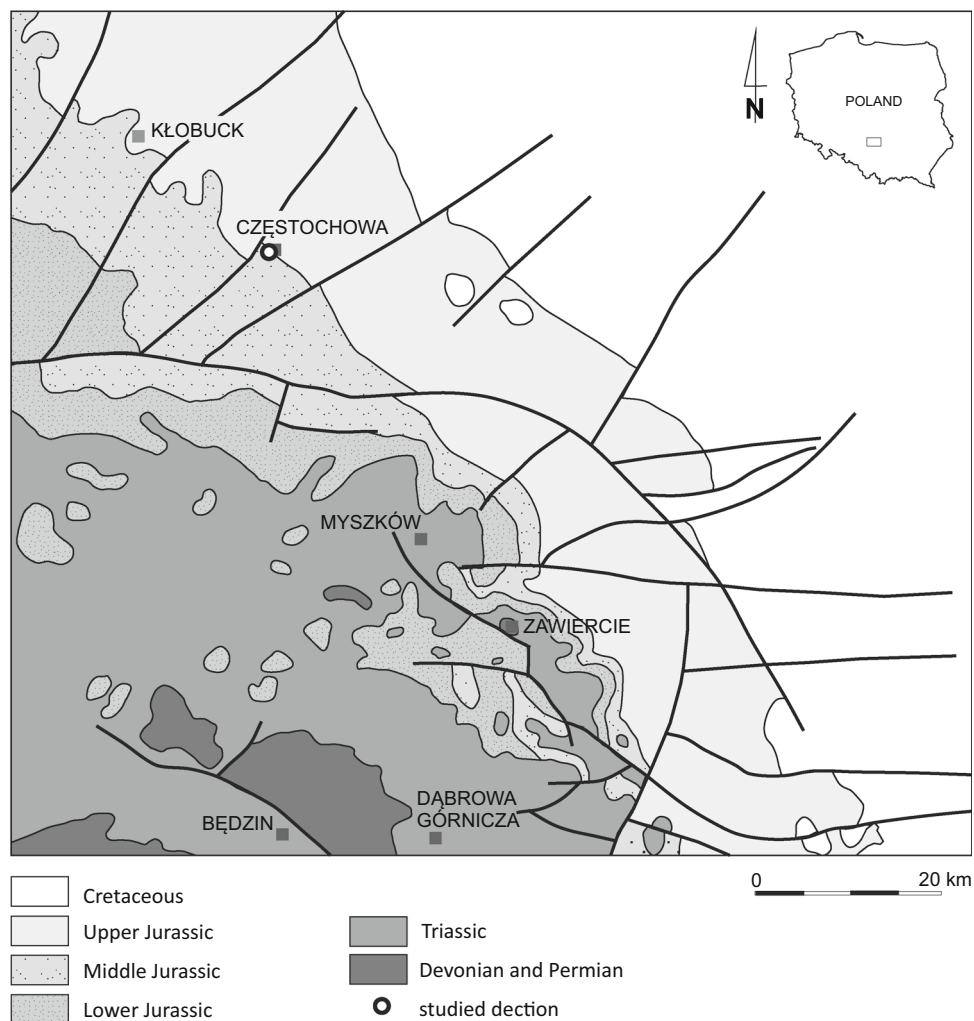 POLAND
N
KŁOBUCK
CZĘSTOCHOWA
MYSZKÓW
ZAWIERCIE
DĄBROWA
GÓRNICZA
BĘDZIN
0 20 km
Cretaceous
Upper Jurassic
Middle Jurassic
Lower Jurassic
Triassic
Devonian and Permian
studied dection